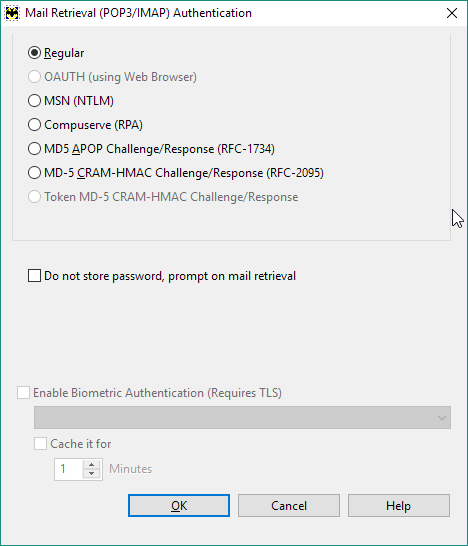 Mail Retrieval (POP3/IMAP) Authentication
Regular
OAUTH (using Web Browser)
MSN (NTLM)
Compuserve (RPA)
MD5 APOP Challenge/Response (RFC-1734)
MD-5 CRAM-HMAC Challenge/Response (RFC-2095)
Token MD-5 CRAM-HMAC Challenge/Response
Do not store password, prompt on mail retrieval
Enable Biometric Authentication (Requires TLS)
Cache it for
1 Minutes
OK Cancel Help